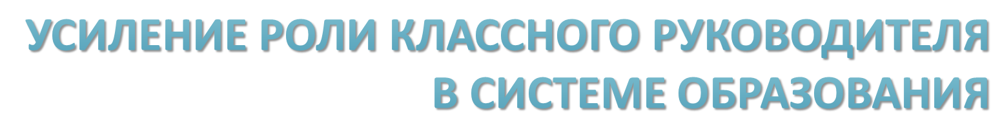 УСИЛЕНИЕ РОЛИ КЛАССНОГО РУКОВОДИТЕЛЯ
В СИСТЕМЕ ОБРАЗОВАНИЯ